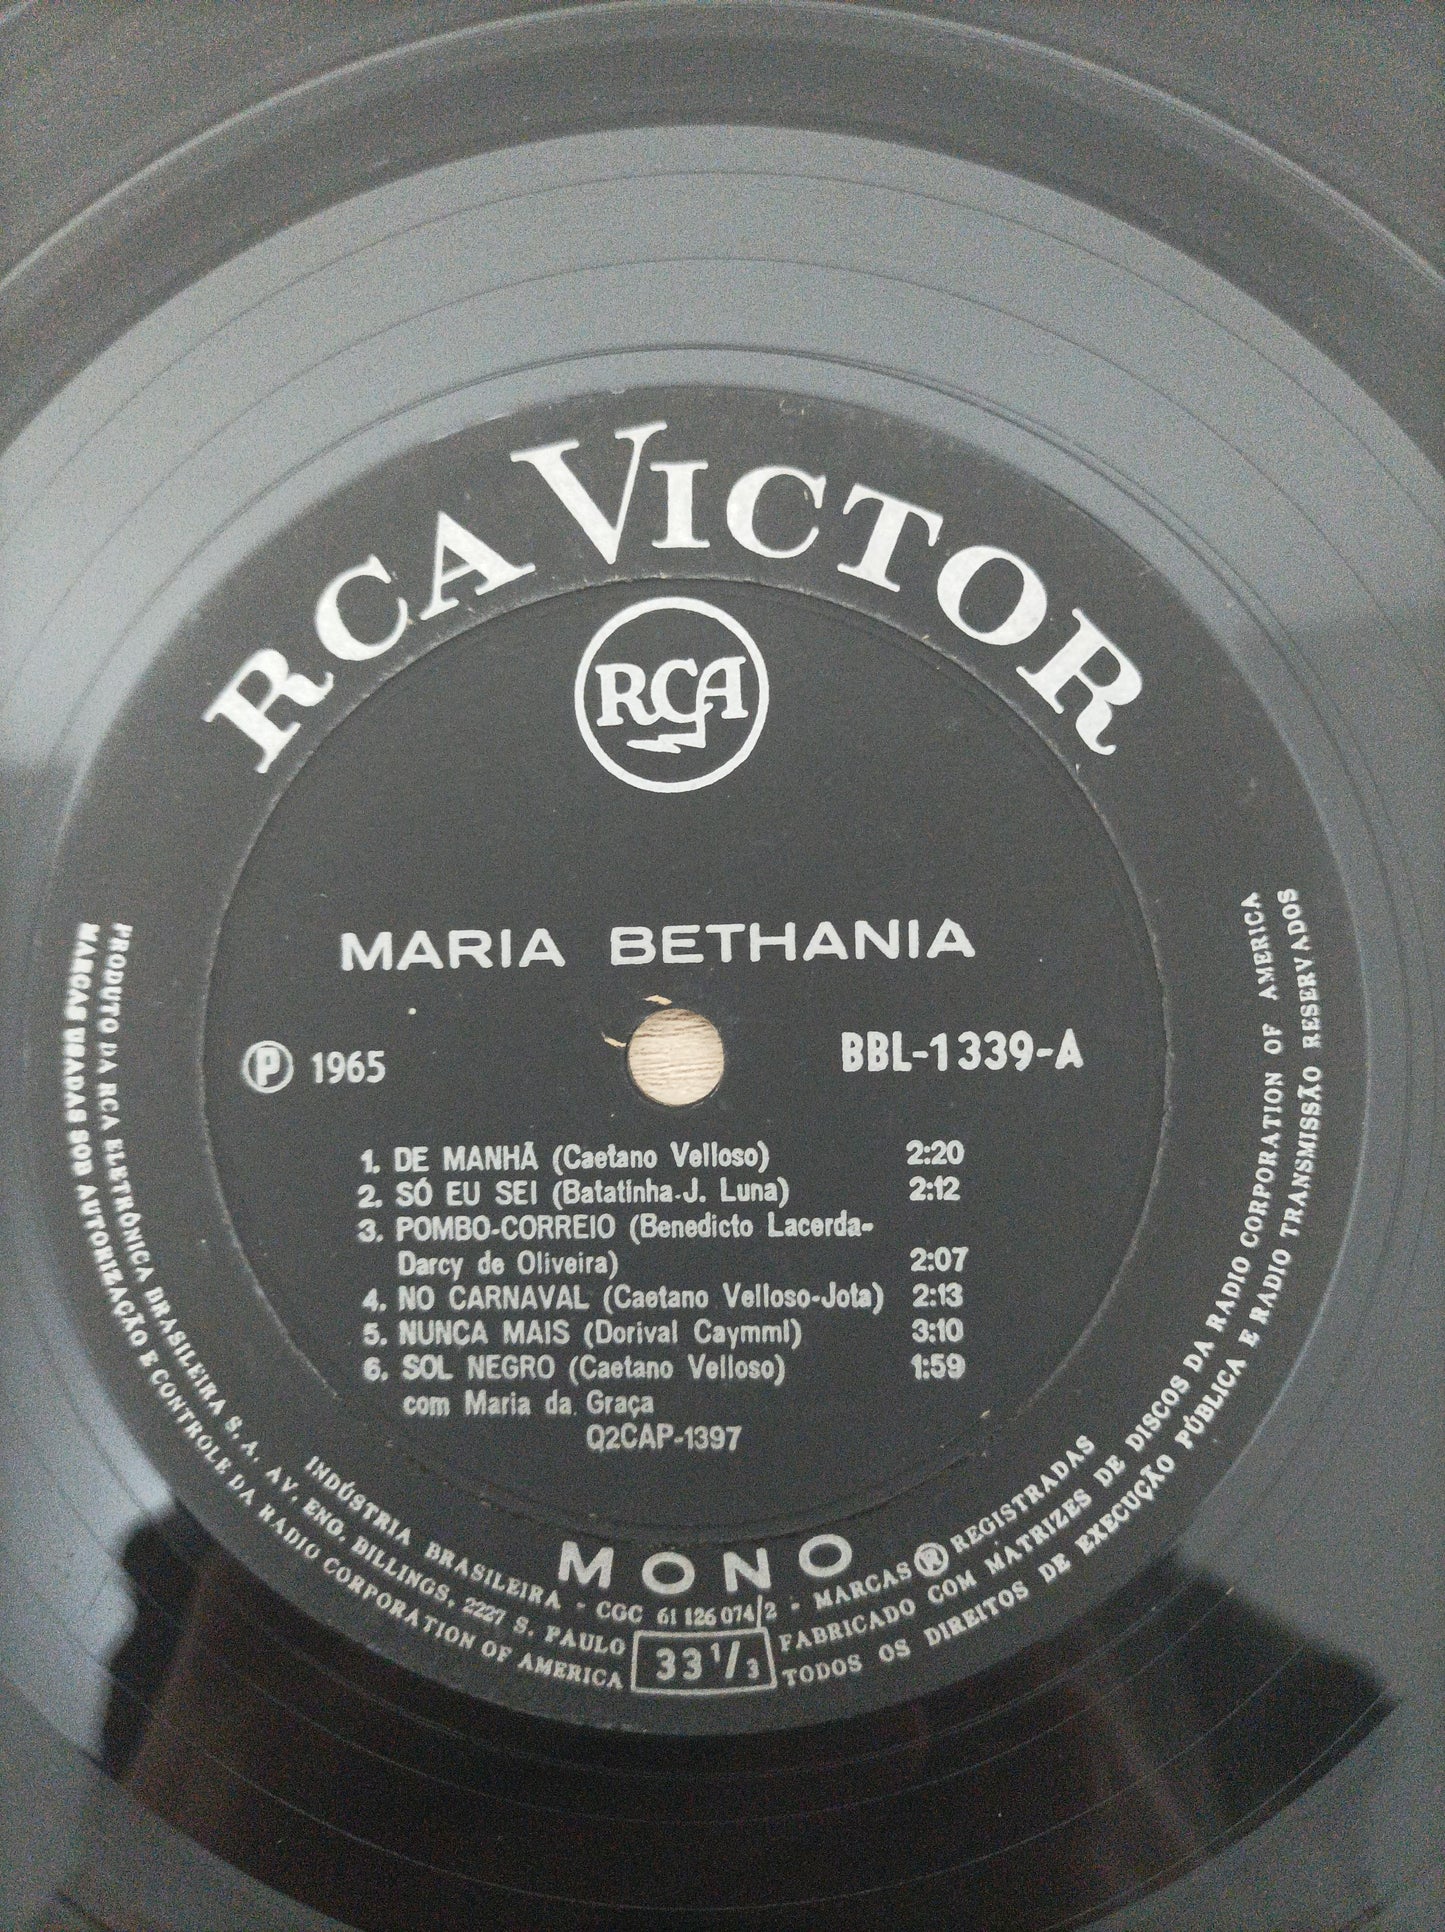 RCA VICTOR
RCA
MARIA BETHANIA
Ⓟ 1965
BBL-1339-A
1. DE MANHÃ (Caetano Velloso) 2:20
2. SÓ EU SEI (Batatinha-J. Luna) 2:12
3. POMBO-CORREIO (Benedicto Lacerda-
Darcy de Oliveira) 2:07
4. NO CARNAVAL (Caetano Velloso-Jota) 2:13
5. NUNCA MAIS (Dorival Caymmi) 3:10
6. SOL NEGRO (Caetano Velloso) 1:59
com Maria da Graça
Q2CAP-1397
MONO
INDÚSTRIA BRASILEIRA - CGC 61 126 074/2 - MARCAS ® REGISTRADAS
PRODUTO DA RCA ELETRÔNICA BRASILEIRA S. A. AV. ENG. BILLINGS, 2227 S. PAULO
FABRICADO COM MATRIZES DE DISCOS DA RADIO CORPORATION OF AMERICA
MARCAS USADAS SOB AUTORIZAÇÃO E CONTROLE DA RADIO CORPORATION OF AMERICA
33 1/3
TODOS OS DIREITOS DE EXECUÇÃO PÚBLICA E RADIO TRANSMISSÃO RESERVADOS